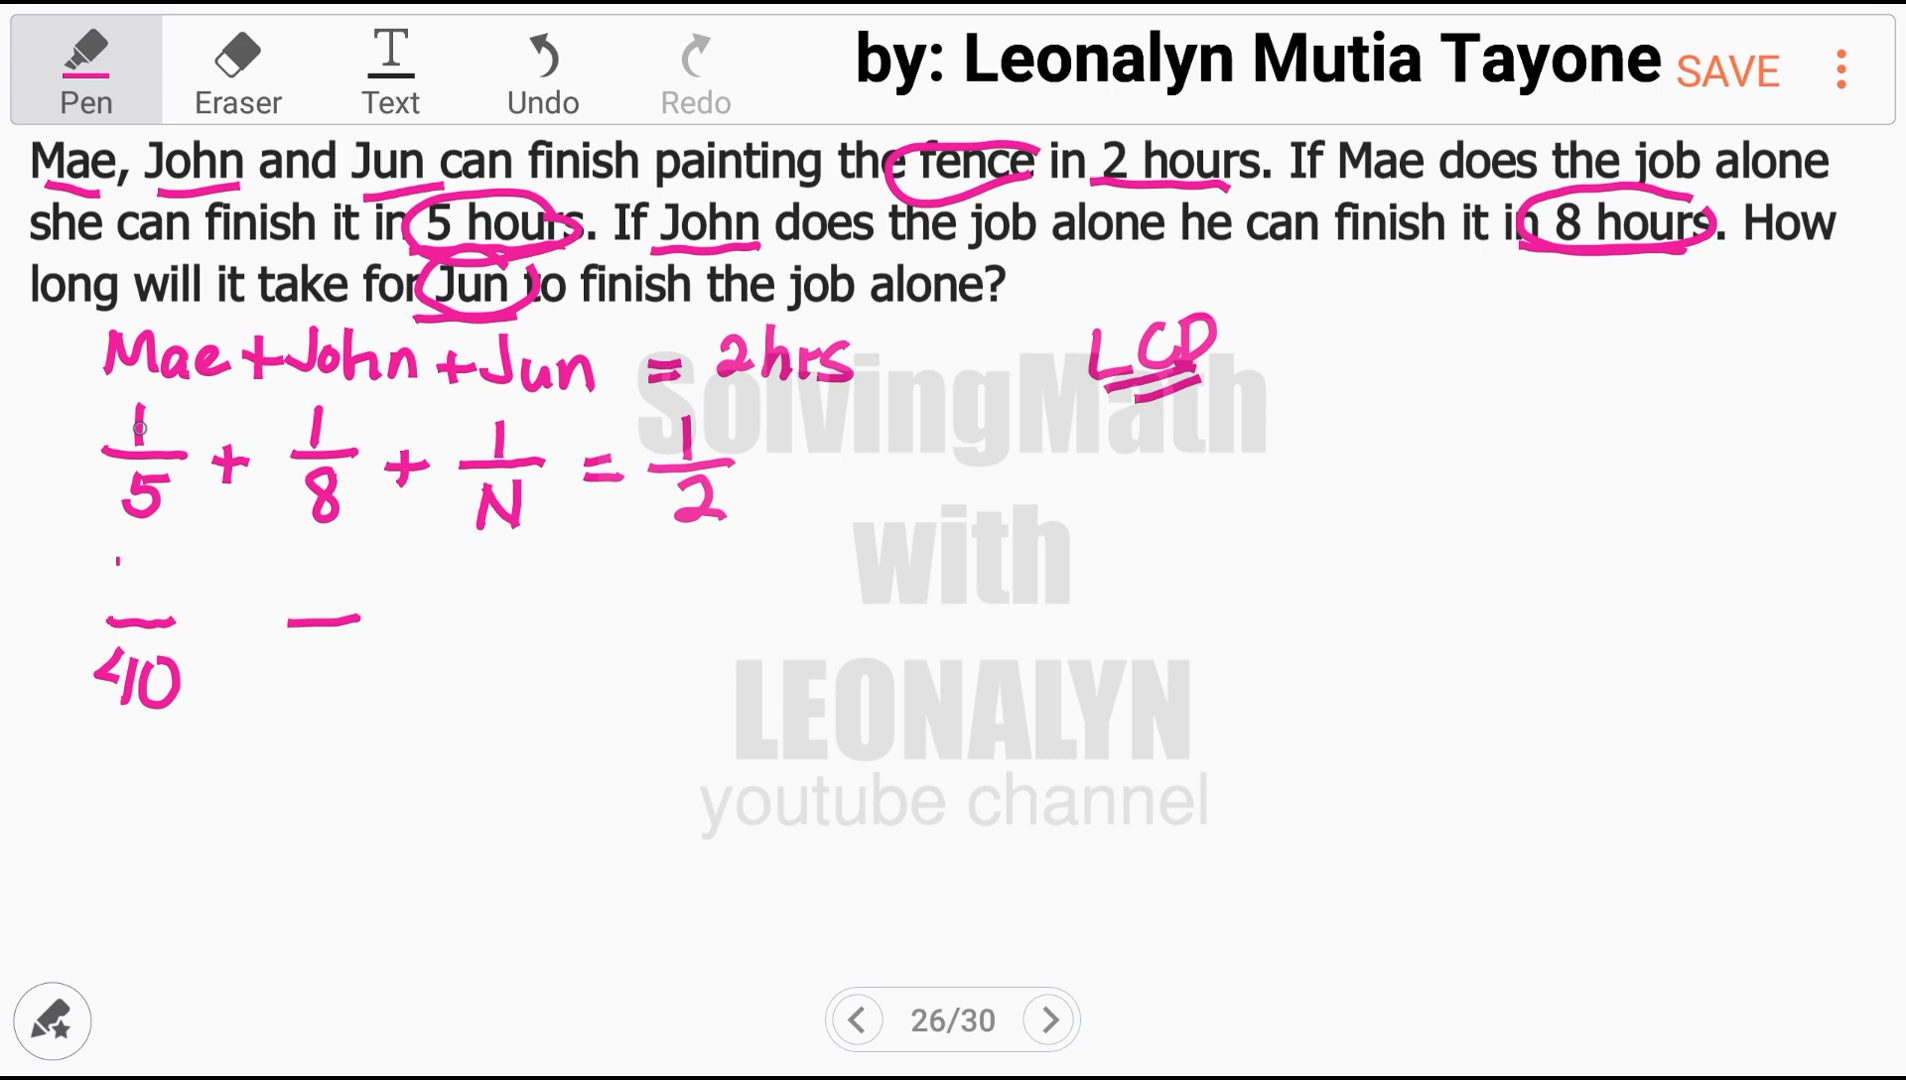 by: Leonalyn Mutia Tayone
SAVE
Pen
Eraser
Text
Undo
Redo
Mae, John and Jun can finish painting the fence in 2 hours. If Mae does the job alone
she can finish it in 5 hours. If John does the job alone he can finish it in 8 hours. How
long will it take for Jun to finish the job alone?
Mae + John + Jun = 2 hrs
LCD
1/5 + 1/8 + 1/N = 1/2
40
SolvingMath
with
LEONALYN
youtube channel
26/30